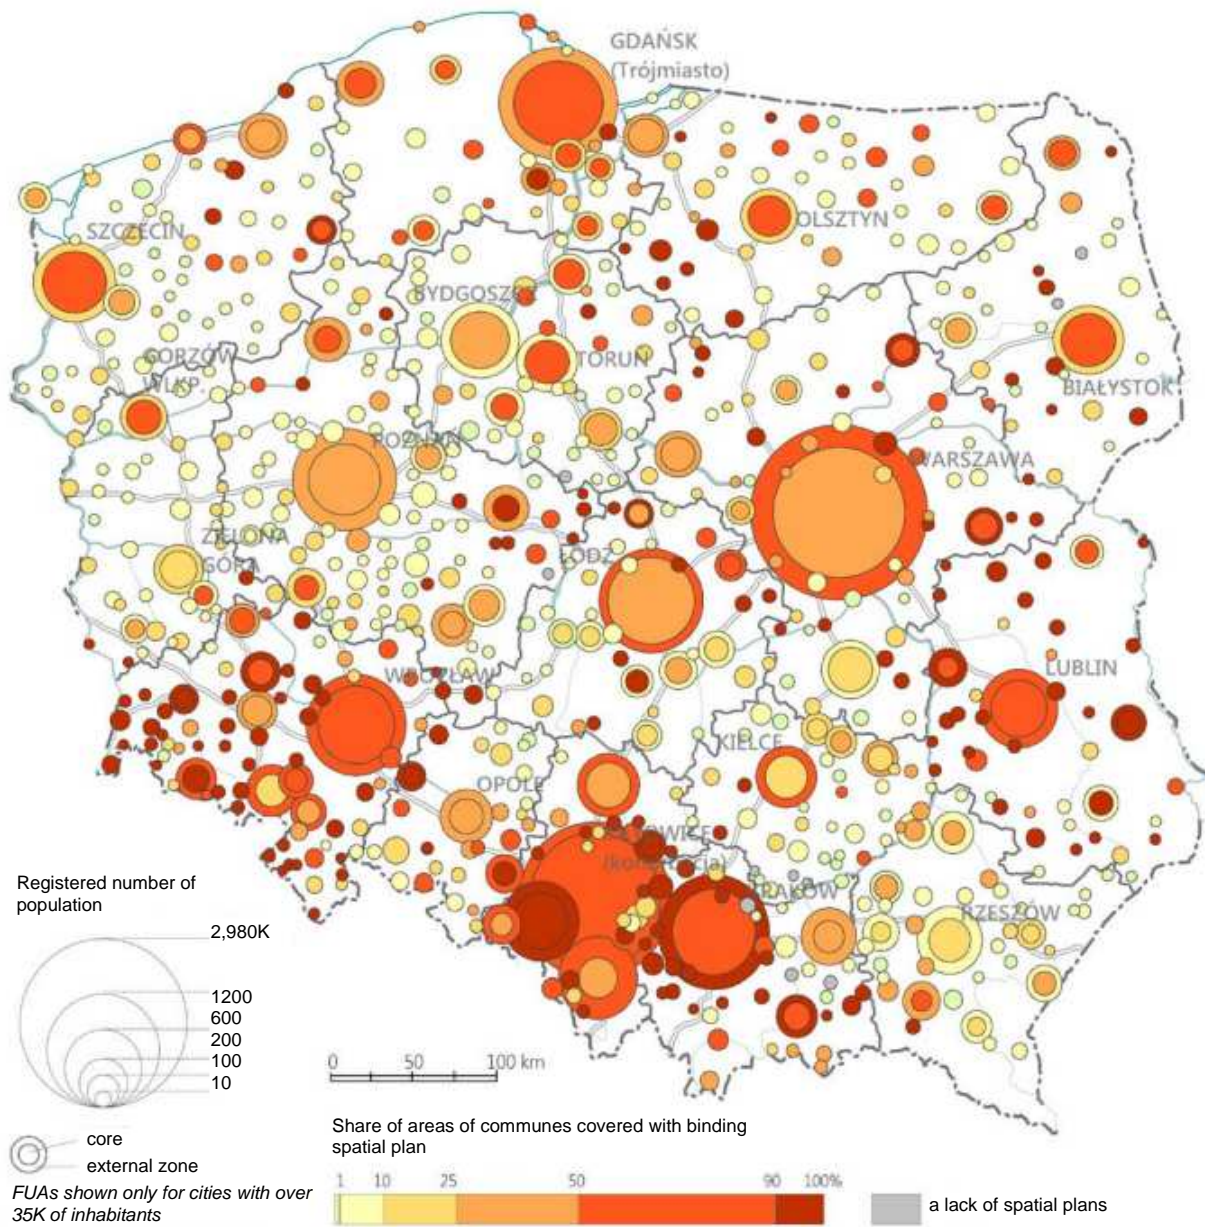 GDAŃSK
(Trójmiasto)
OLSZTYN
SZCZECIN
BYDGOSZCZ
TORUŃ
GORZÓW
WLKP.
BIAŁYSTOK
POZNAŃ
WARSZAWA
ZIELONA
GÓRA
ŁÓDŹ
WROCŁAW
LUBLIN
KIELCE
OPOLE
KATOWICE
(konurbacja)
KRAKÓW
RZESZÓW
Registered number of
population
2,980K
1200
600
200
100
10
0 50 100 km
core
external zone
FUAs shown only for cities with over
35K of inhabitants
Share of areas of communes covered with binding
spatial plan
1 10 25 50 90 100%
a lack of spatial plans